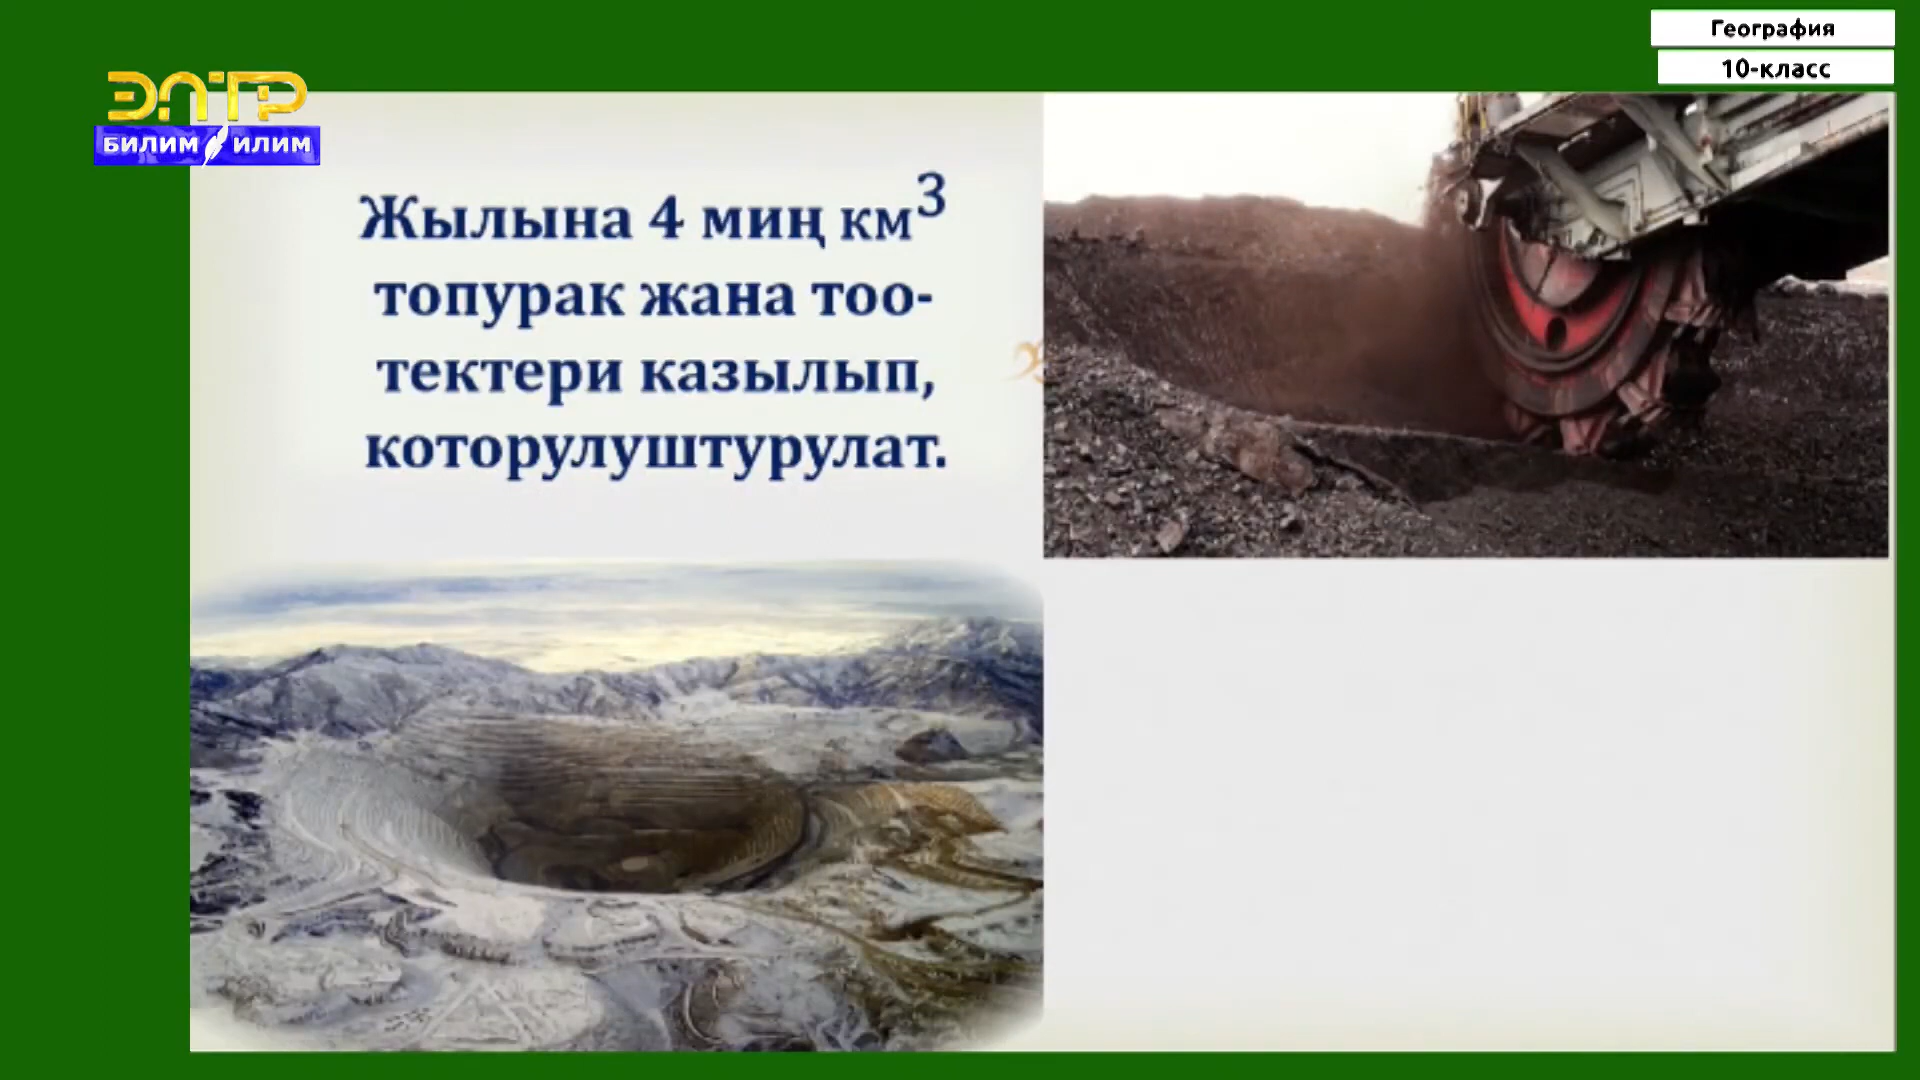 География
10-класс
ЭЛТР
БИЛИМ ИЛИМ
Жылына 4 миң км³
топурак жана тоо-
тектери казылып,
которулуштурулат.